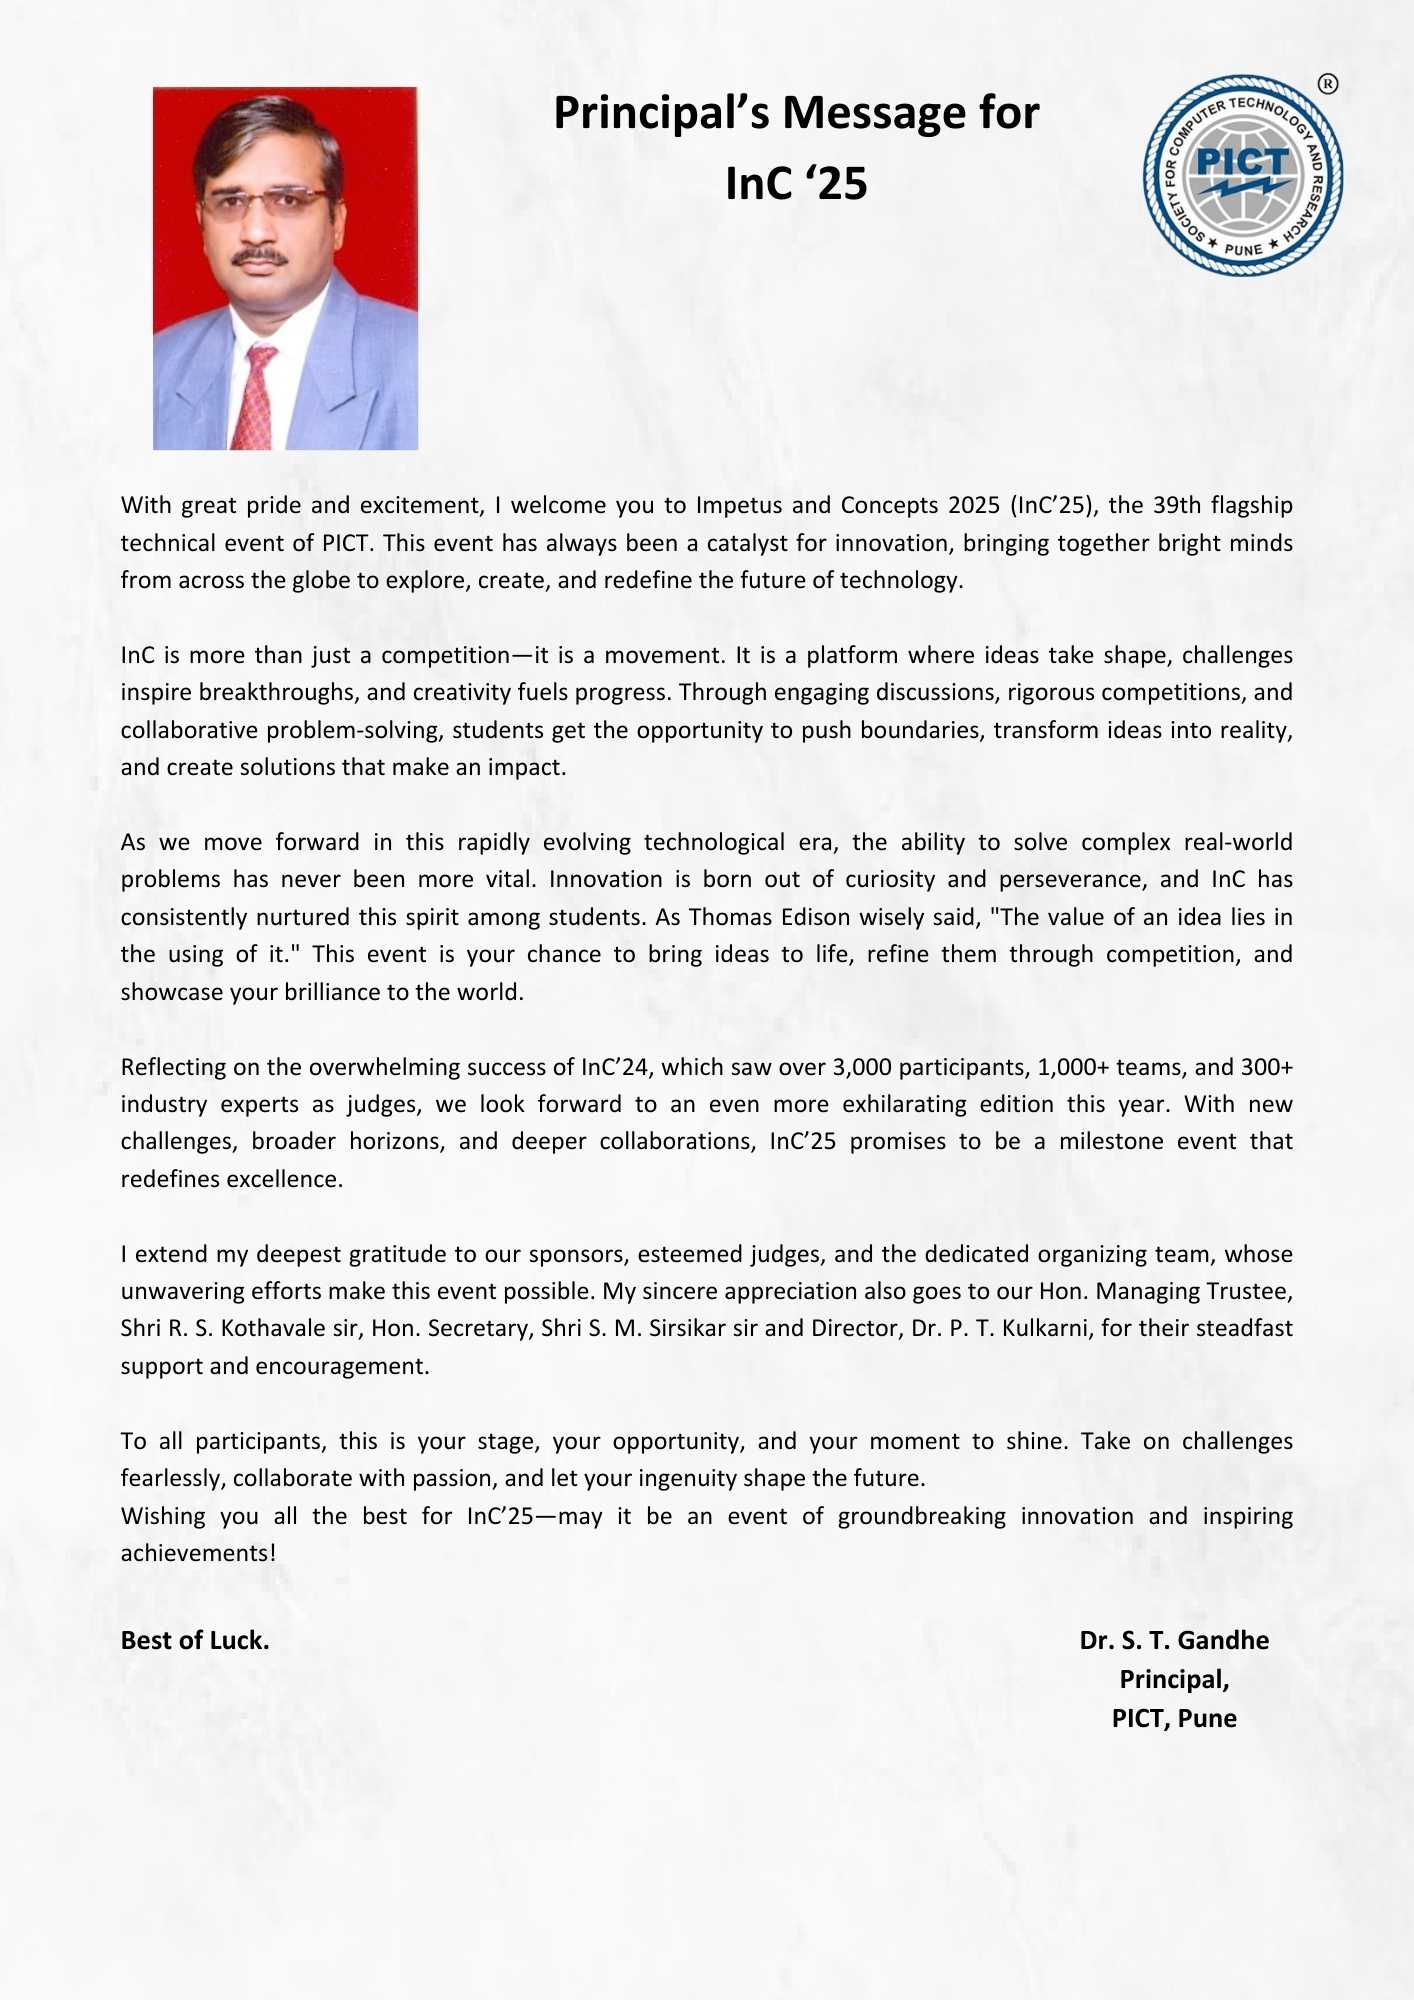 Principal’s Message for
InC ‘25
®
SOCIETY FOR COMPUTER TECHNOLOGY AND RESEARCH
PICT
★ PUNE ★
With great pride and excitement, I welcome you to Impetus and Concepts 2025 (InC’25), the 39th flagship
technical event of PICT. This event has always been a catalyst for innovation, bringing together bright minds
from across the globe to explore, create, and redefine the future of technology.
InC is more than just a competition—it is a movement. It is a platform where ideas take shape, challenges
inspire breakthroughs, and creativity fuels progress. Through engaging discussions, rigorous competitions, and
collaborative problem-solving, students get the opportunity to push boundaries, transform ideas into reality,
and create solutions that make an impact.
As we move forward in this rapidly evolving technological era, the ability to solve complex real-world
problems has never been more vital. Innovation is born out of curiosity and perseverance, and InC has
consistently nurtured this spirit among students. As Thomas Edison wisely said, "The value of an idea lies in
the using of it." This event is your chance to bring ideas to life, refine them through competition, and
showcase your brilliance to the world.
Reflecting on the overwhelming success of InC’24, which saw over 3,000 participants, 1,000+ teams, and 300+
industry experts as judges, we look forward to an even more exhilarating edition this year. With new
challenges, broader horizons, and deeper collaborations, InC’25 promises to be a milestone event that
redefines excellence.
I extend my deepest gratitude to our sponsors, esteemed judges, and the dedicated organizing team, whose
unwavering efforts make this event possible. My sincere appreciation also goes to our Hon. Managing Trustee,
Shri R. S. Kothavale sir, Hon. Secretary, Shri S. M. Sirsikar sir and Director, Dr. P. T. Kulkarni, for their steadfast
support and encouragement.
To all participants, this is your stage, your opportunity, and your moment to shine. Take on challenges
fearlessly, collaborate with passion, and let your ingenuity shape the future.
Wishing you all the best for InC’25—may it be an event of groundbreaking innovation and inspiring
achievements!
Best of Luck.
Dr. S. T. Gandhe
Principal,
PICT, Pune